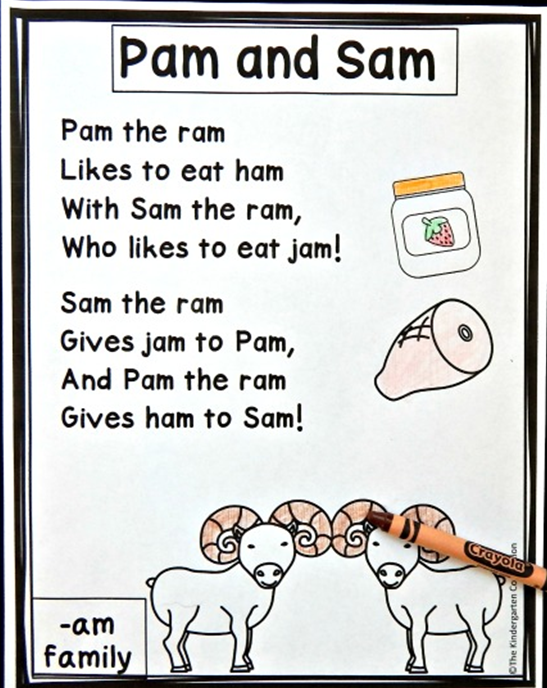 Pam and Sam
Pam the ram
Likes to eat ham
With Sam the ram,
Who likes to eat jam!
Sam the ram
Gives jam to Pam,
And Pam the ram
Gives ham to Sam!
-am
family
Crayola
©The Kindergarten Co